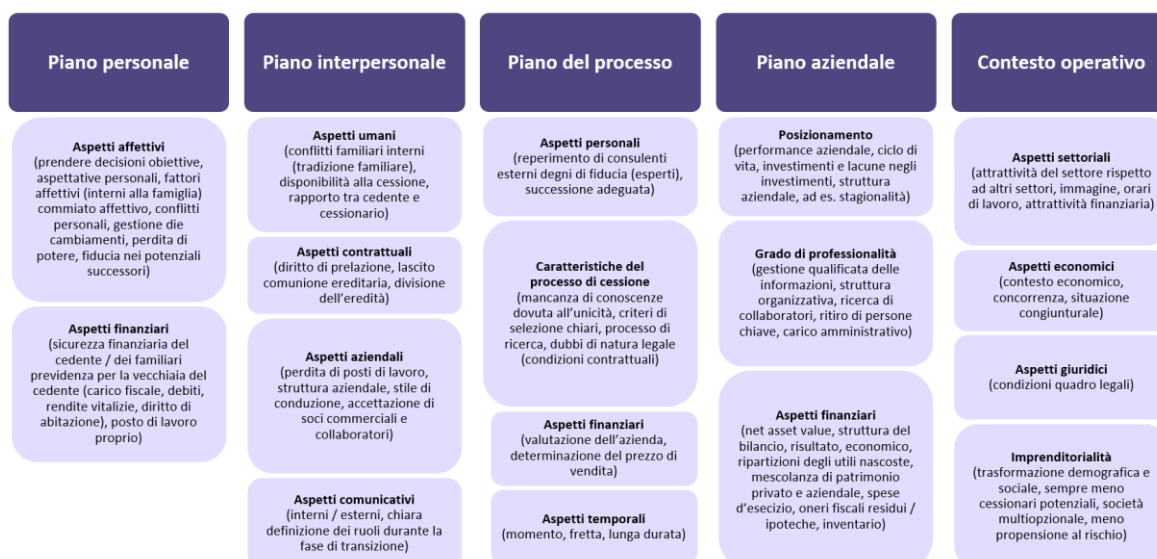 Piano personale
Aspetti affettivi
(prendere decisioni obiettive,
aspettative personali, fattori
affettivi (interni alla famiglia)
commiato affettivo, conflitti
personali, gestione die
cambiamenti, perdita di
potere, fiducia nei potenziali
successori)
Aspetti finanziari
(sicurezza finanziaria del
cedente / dei familiari
previdenza per la vecchiaia del
cedente (carico fiscale, debiti,
rendite vitalizie, diritto di
abitazione), posto di lavoro
proprio)
Piano interpersonale
Aspetti umani
(conflitti familiari interni
(tradizione familiare),
disponibilità alla cessione,
rapporto tra cedente e
cessionario)
Aspetti contrattuali
(diritto di prelazione, lascito
comunione ereditaria, divisione
dell'eredità)
Aspetti aziendali
(perdita di posti di lavoro,
struttura aziendale, stile di
conduzione, accettazione di
soci commerciali e
collaboratori)
Aspetti comunicativi
(interni / esterni, chiara
definizione dei ruoli durante la
fase di transizione)
Piano del processo
Aspetti personali
(reperimento di consulenti
esterni degni di fiducia (esperti),
successione adeguata)
Caratteristiche del
processo di cessione
(mancanza di conoscenze
dovuta all'unicità, criteri di
selezione chiari, processo di
ricerca, dubbi di natura legale
(condizioni contrattuali)
Aspetti finanziari
(valutazione dell'azienda,
determinazione del prezzo di
vendita)
Aspetti temporali
(momento, fretta, lunga durata)
Piano aziendale
Posizionamento
(performance aziendale, ciclo di
vita, investimenti e lacune negli
investimenti, struttura
aziendale, ad es. stagionalità)
Grado di professionalità
(gestione qualificata delle
informazioni, struttura
organizzativa, ricerca di
collaboratori, ritiro di persone
chiave, carico amministrativo)
Aspetti finanziari
(net asset value, struttura del
bilancio, risultato, economico,
ripartizioni degli utili nascoste,
mescolanza di patrimonio
privato e aziendale, spese
d'esecizio, oneri fiscali residui /
ipoteche, inventario)
Contesto operativo
Aspetti settoriali
(attrattività del settore rispetto
ad altri settori, immagine, orari
di lavoro, attrattività finanziaria)
Aspetti economici
(contesto economico,
concorrenza, situazione
congiunturale)
Aspetti giuridici
(condizioni quadro legali)
Imprenditorialità
(trasformazione demografica e
sociale, sempre meno
cessionari potenziali, società
multiopzionale, meno
propensione al rischio)